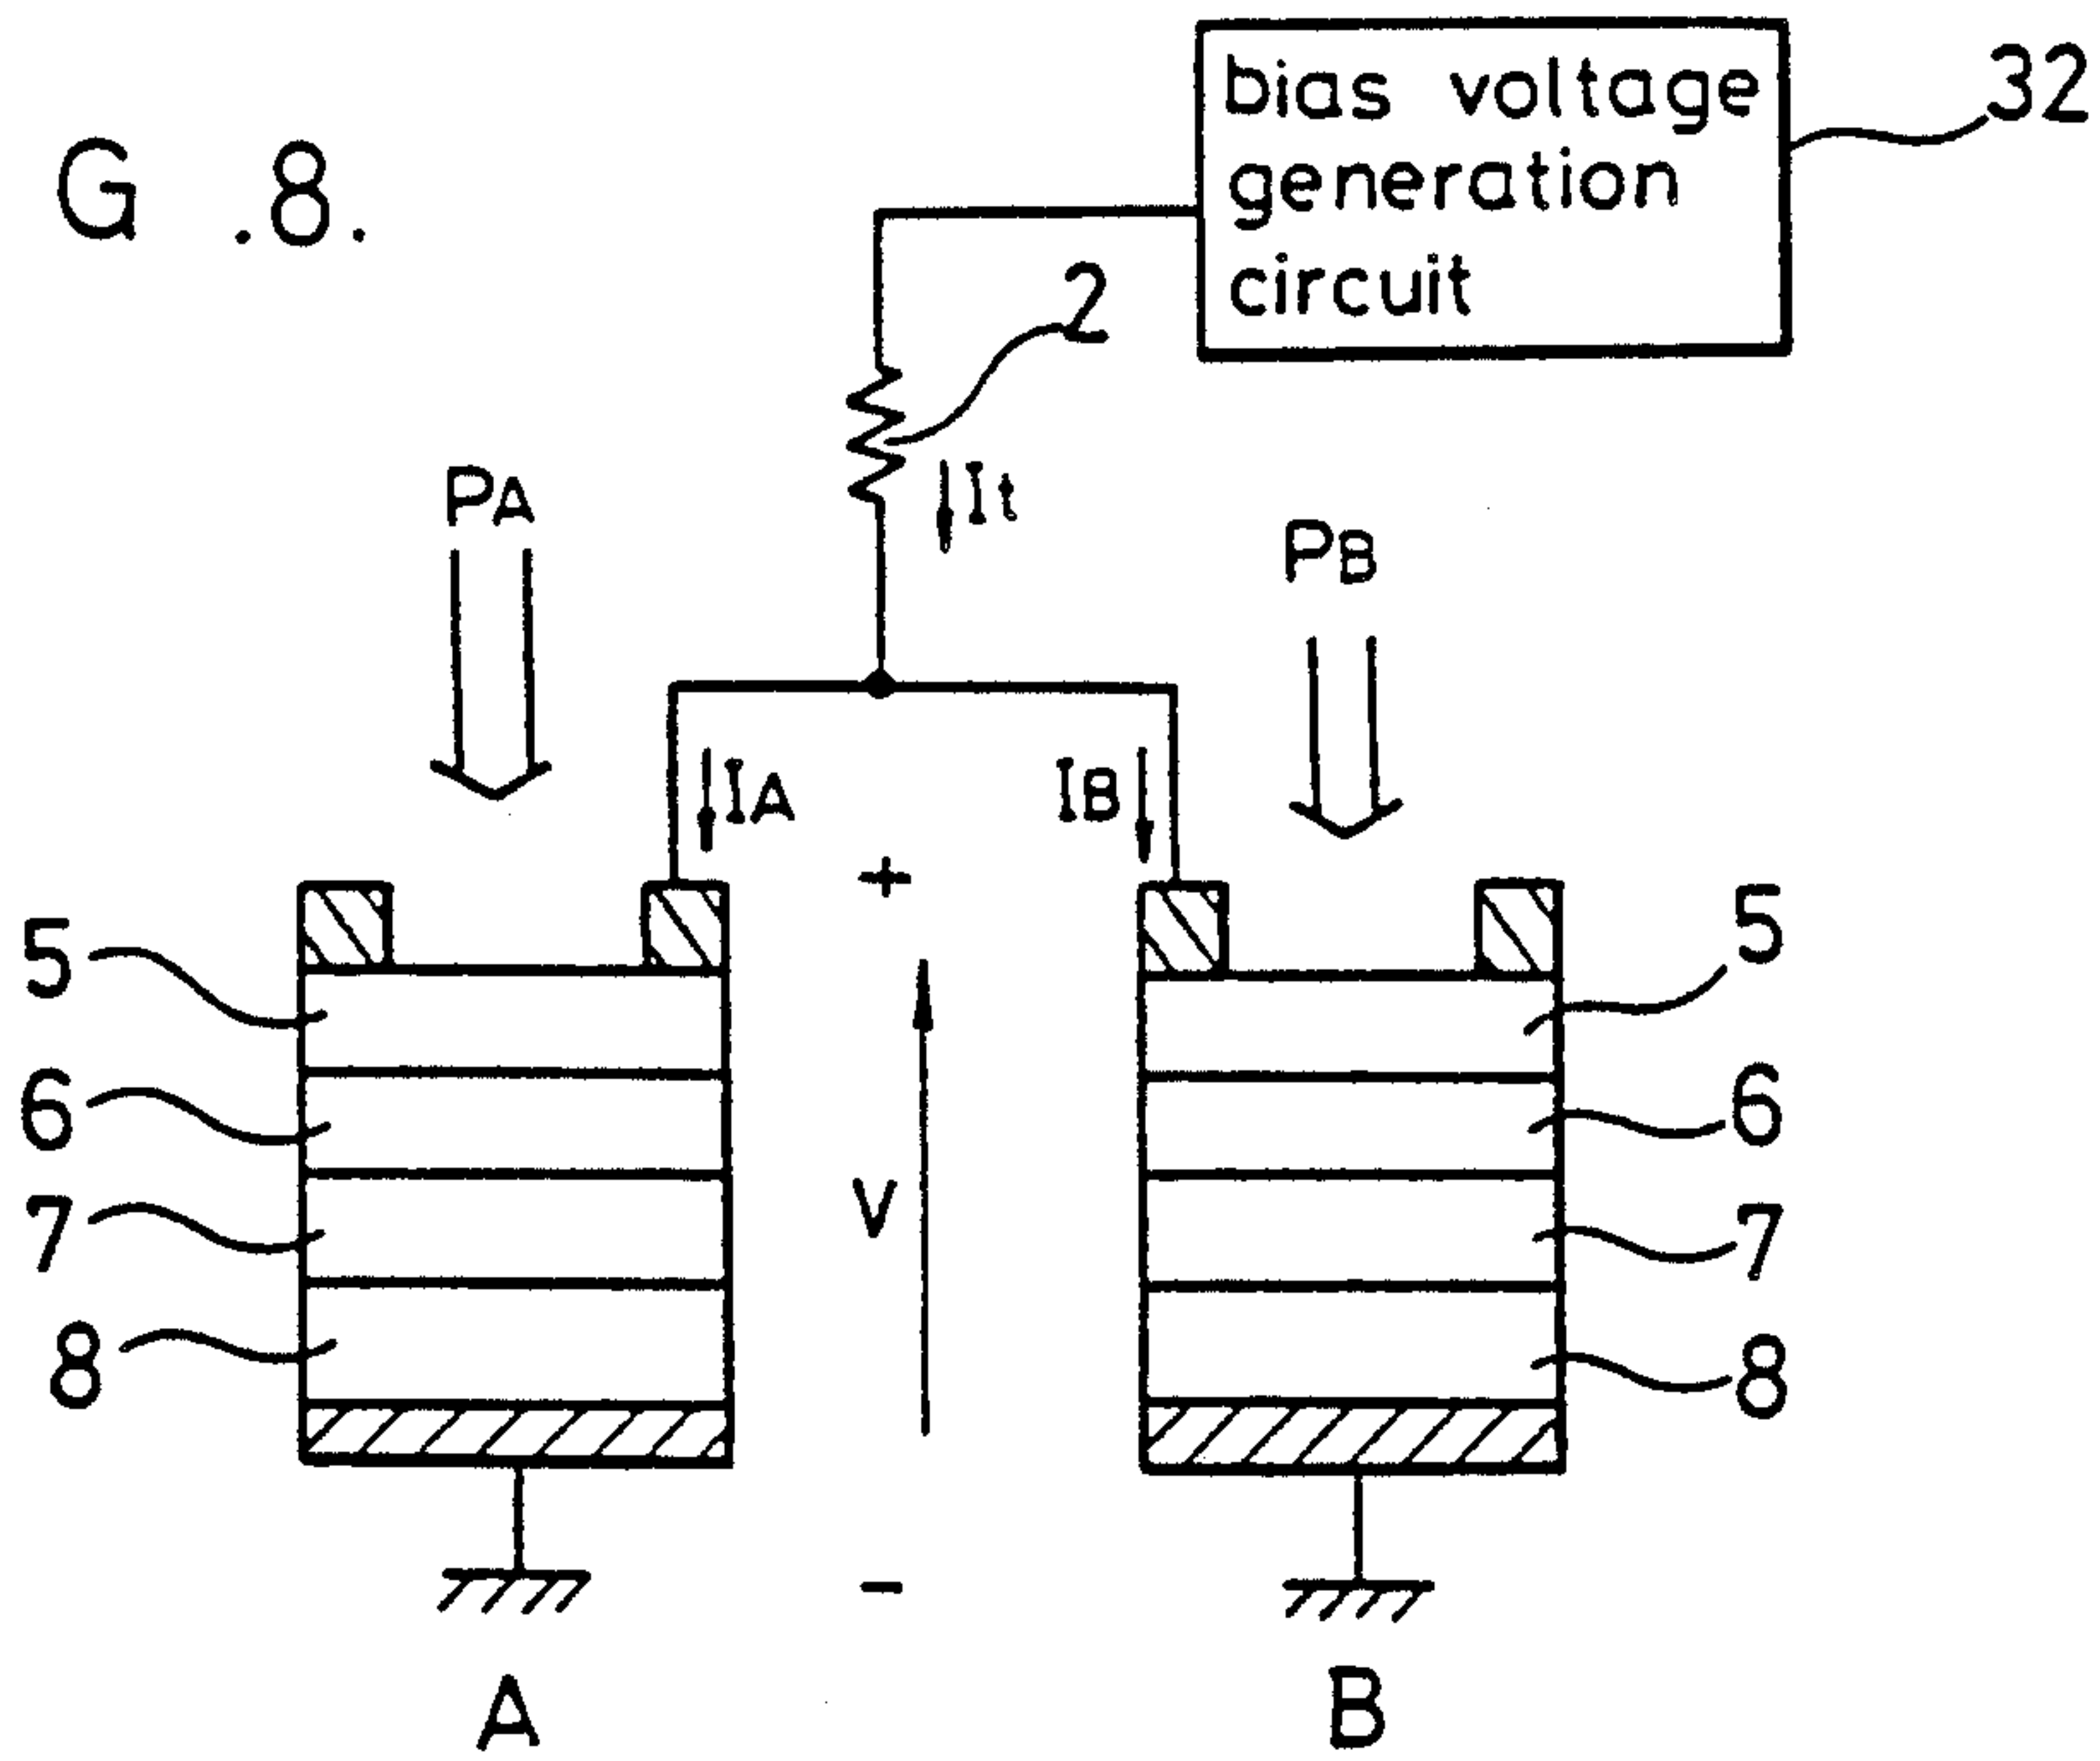 G .8.
bias voltage
generation
circuit
32
2
It
PA
PB
IA
IB
+
5
5
6
6
V
7
7
8
8
-
A
B